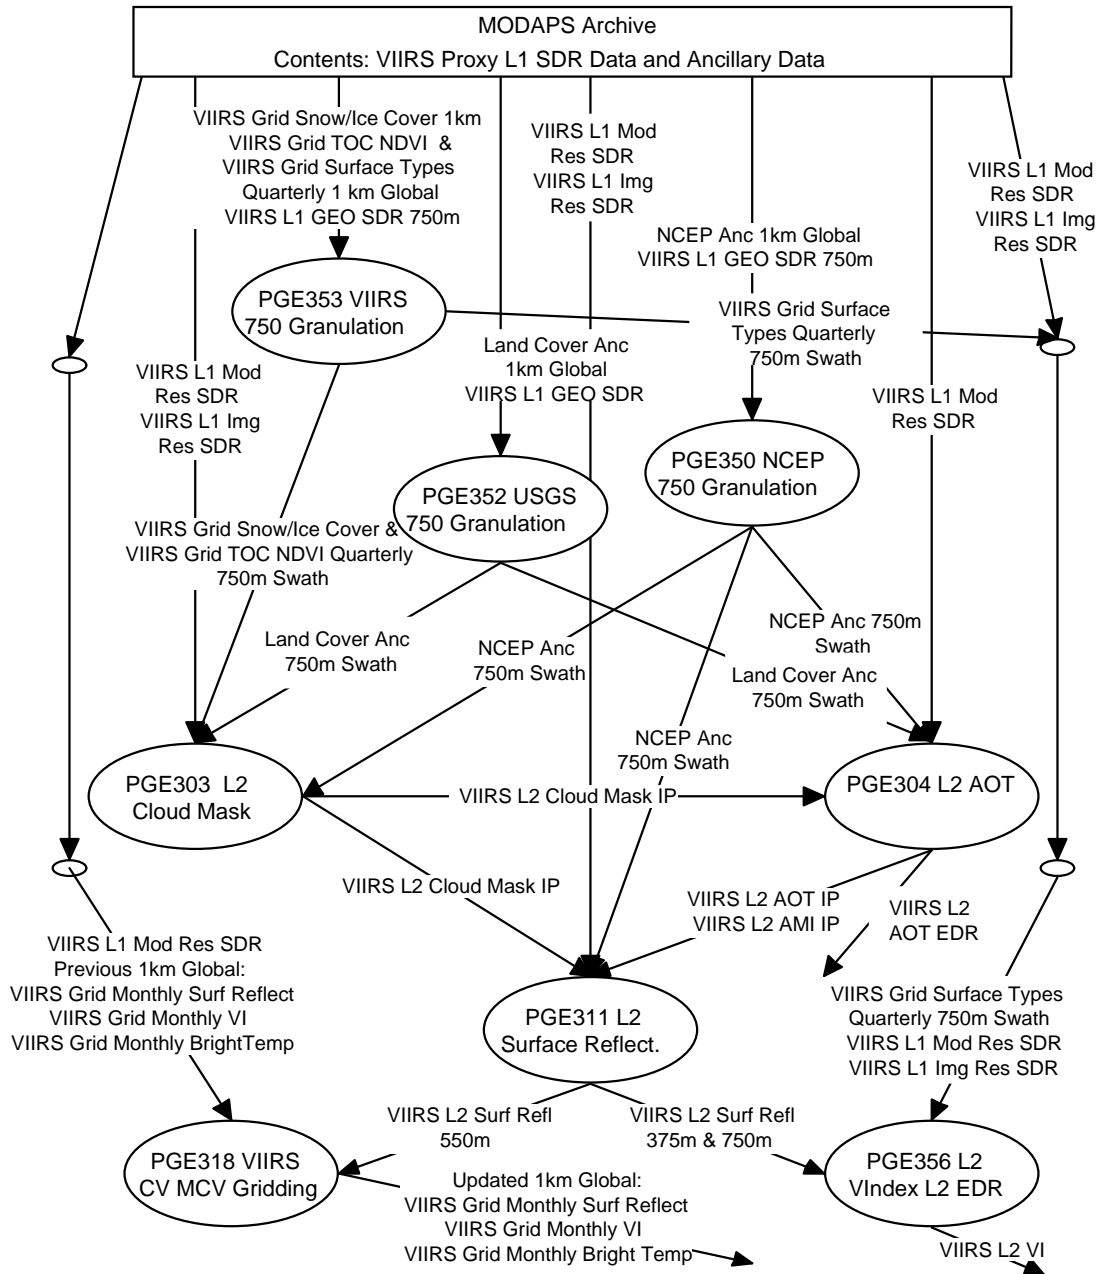 MODAPS Archive
Contents: VIIRS Proxy L1 SDR Data and Ancillary Data
VIIRS Grid Snow/Ice Cover 1km
VIIRS Grid TOC NDVI &
VIIRS Grid Surface Types
Quarterly 1 km Global
VIIRS L1 GEO SDR 750m
VIIRS L1 Mod
Res SDR
VIIRS L1 Img
Res SDR
VIIRS L1 Mod
Res SDR
VIIRS L1 Img
Res SDR
NCEP Anc 1km Global
VIIRS L1 GEO SDR 750m
PGE353 VIIRS
750 Granulation
VIIRS Grid Surface
Types Quarterly
750m Swath
Land Cover Anc
1km Global
VIIRS L1 GEO SDR
VIIRS L1 Mod
Res SDR
VIIRS L1 Img
Res SDR
VIIRS L1 Mod
Res SDR
PGE350 NCEP
750 Granulation
PGE352 USGS
750 Granulation
VIIRS Grid Snow/Ice Cover &
VIIRS Grid TOC NDVI Quarterly
750m Swath
Land Cover Anc
750m Swath
NCEP Anc
750m Swath
NCEP Anc 750m
Swath
Land Cover Anc
750m Swath
NCEP Anc
750m Swath
PGE303 L2
Cloud Mask
VIIRS L2 Cloud Mask IP
PGE304 L2 AOT
VIIRS L2 Cloud Mask IP
VIIRS L2 AOT IP
VIIRS L2 AMI IP
VIIRS L2
AOT EDR
VIIRS L1 Mod Res SDR
Previous 1km Global:
VIIRS Grid Monthly Surf Reflect
VIIRS Grid Monthly VI
VIIRS Grid Monthly BrightTemp
PGE311 L2
Surface Reflect.
VIIRS Grid Surface Types
Quarterly 750m Swath
VIIRS L1 Mod Res SDR
VIIRS L1 Img Res SDR
VIIRS L2 Surf Refl
550m
VIIRS L2 Surf Refl
375m & 750m
PGE318 VIIRS
CV MCV Gridding
Updated 1km Global:
VIIRS Grid Monthly Surf Reflect
VIIRS Grid Monthly VI
VIIRS Grid Monthly Bright Temp
PGE356 L2
VIndex L2 EDR
VIIRS L2 VI